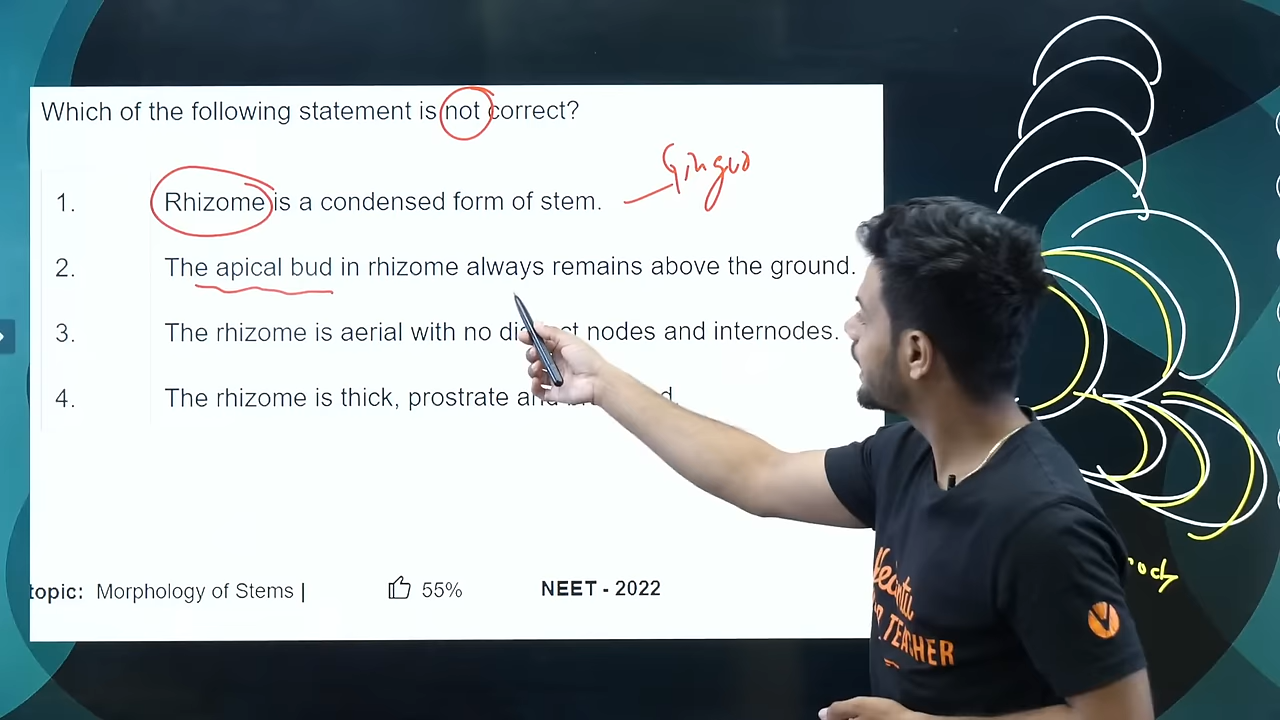 Which of the following statement is not correct?
Ginger
1. Rhizome is a condensed form of stem.
2. The apical bud in rhizome always remains above the ground.
3. The rhizome is aerial with no distinct nodes and internodes.
4. The rhizome is thick, prostrate and
topic: Morphology of Stems | 55% NEET - 2022
TEACHER